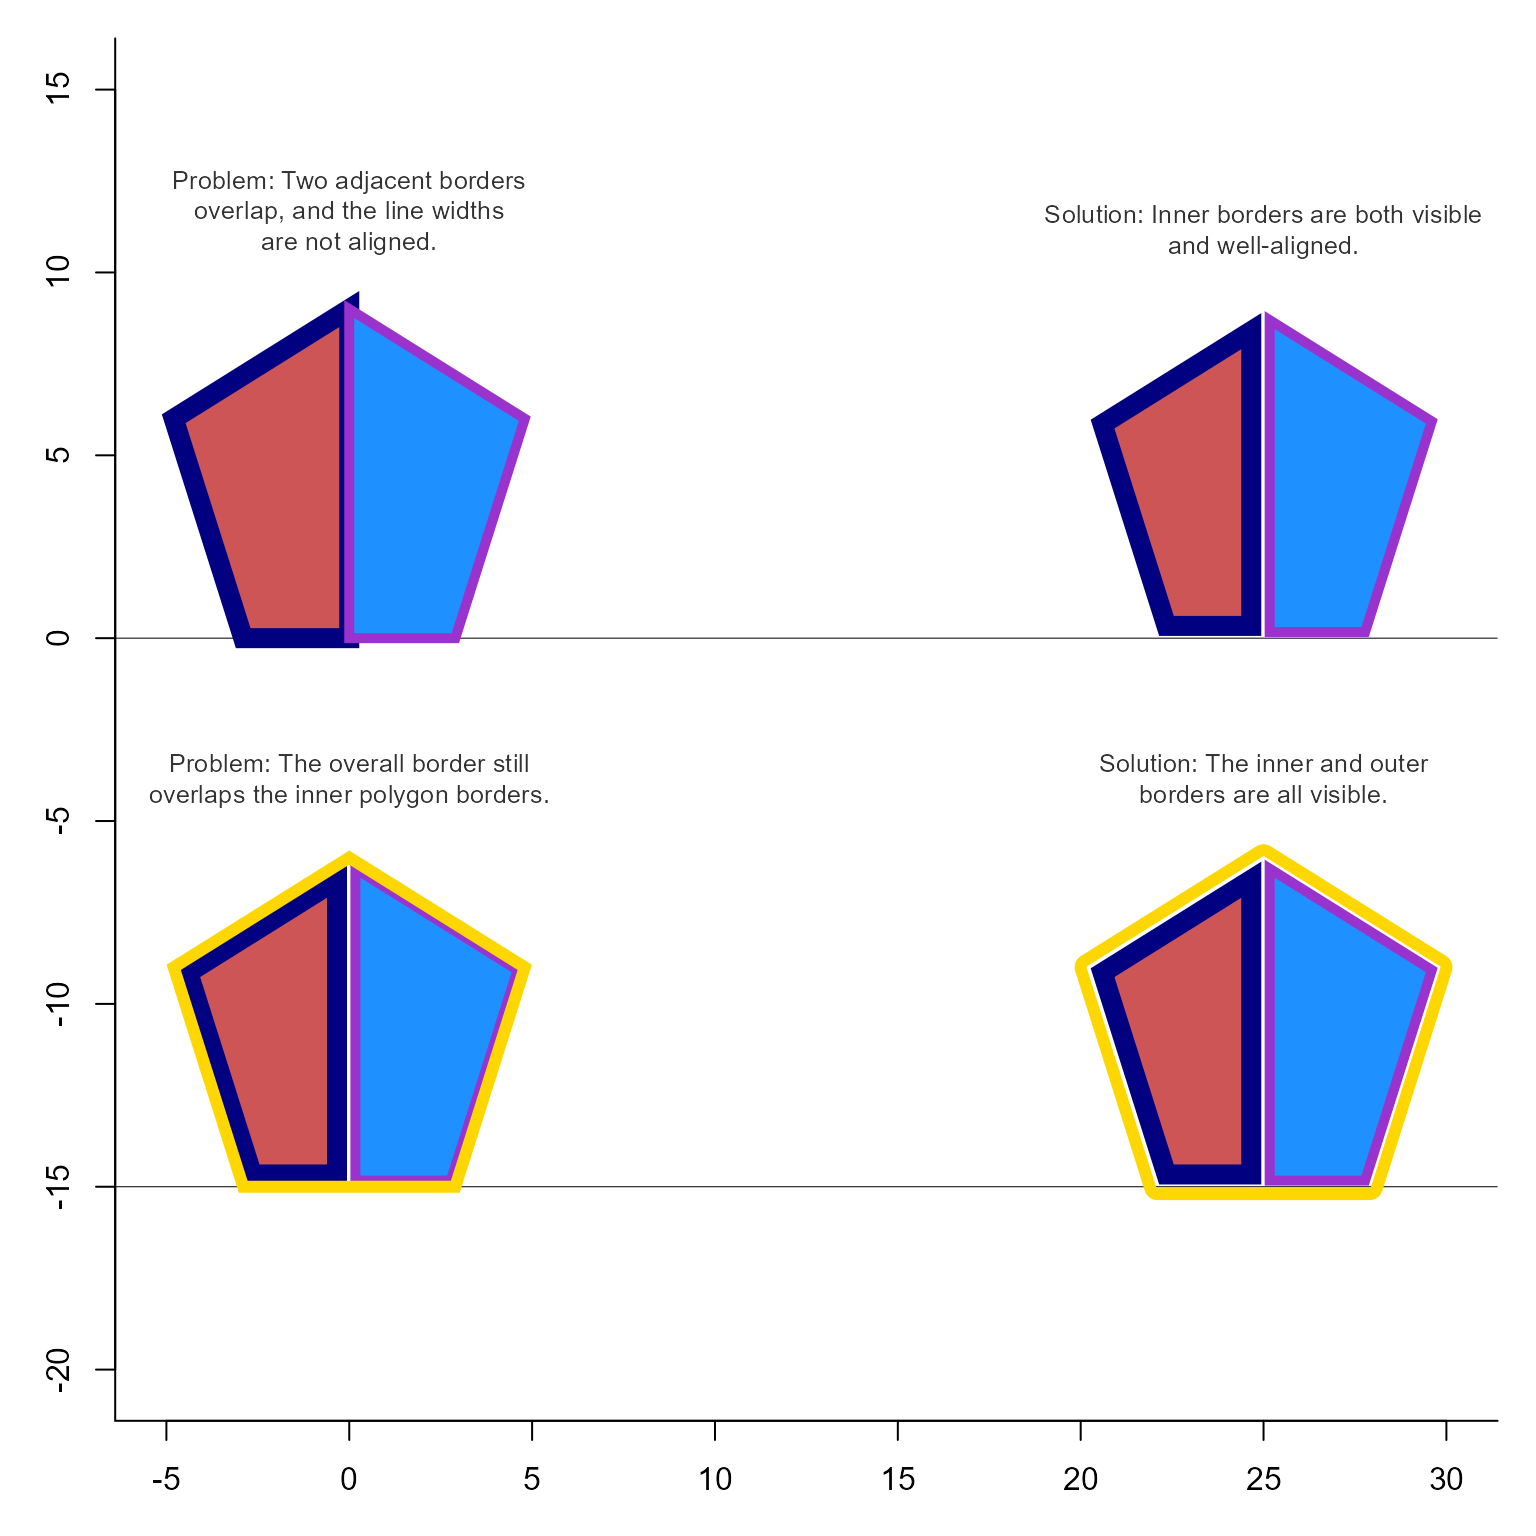 15
Problem: Two adjacent borders
overlap, and the line widths
are not aligned.
Solution: Inner borders are both visible
and well-aligned.
10
5
0
Problem: The overall border still
overlaps the inner polygon borders.
Solution: The inner and outer
borders are all visible.
-5
-10
-15
-20
-5 0 5 10 15 20 25 30